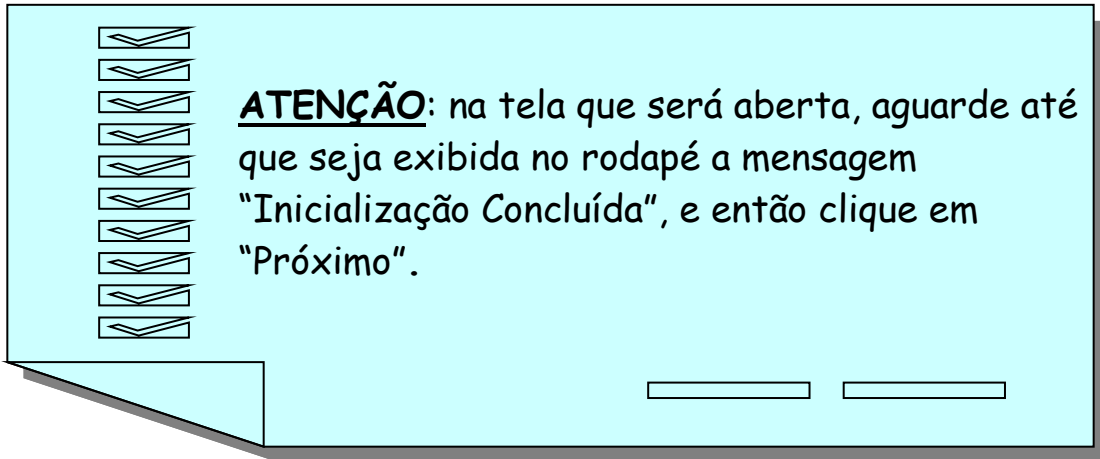 ATENÇÃO: na tela que será aberta, aguarde até
que seja exibida no rodapé a mensagem
“Inicialização Concluída”, e então clique em
“Próximo”.